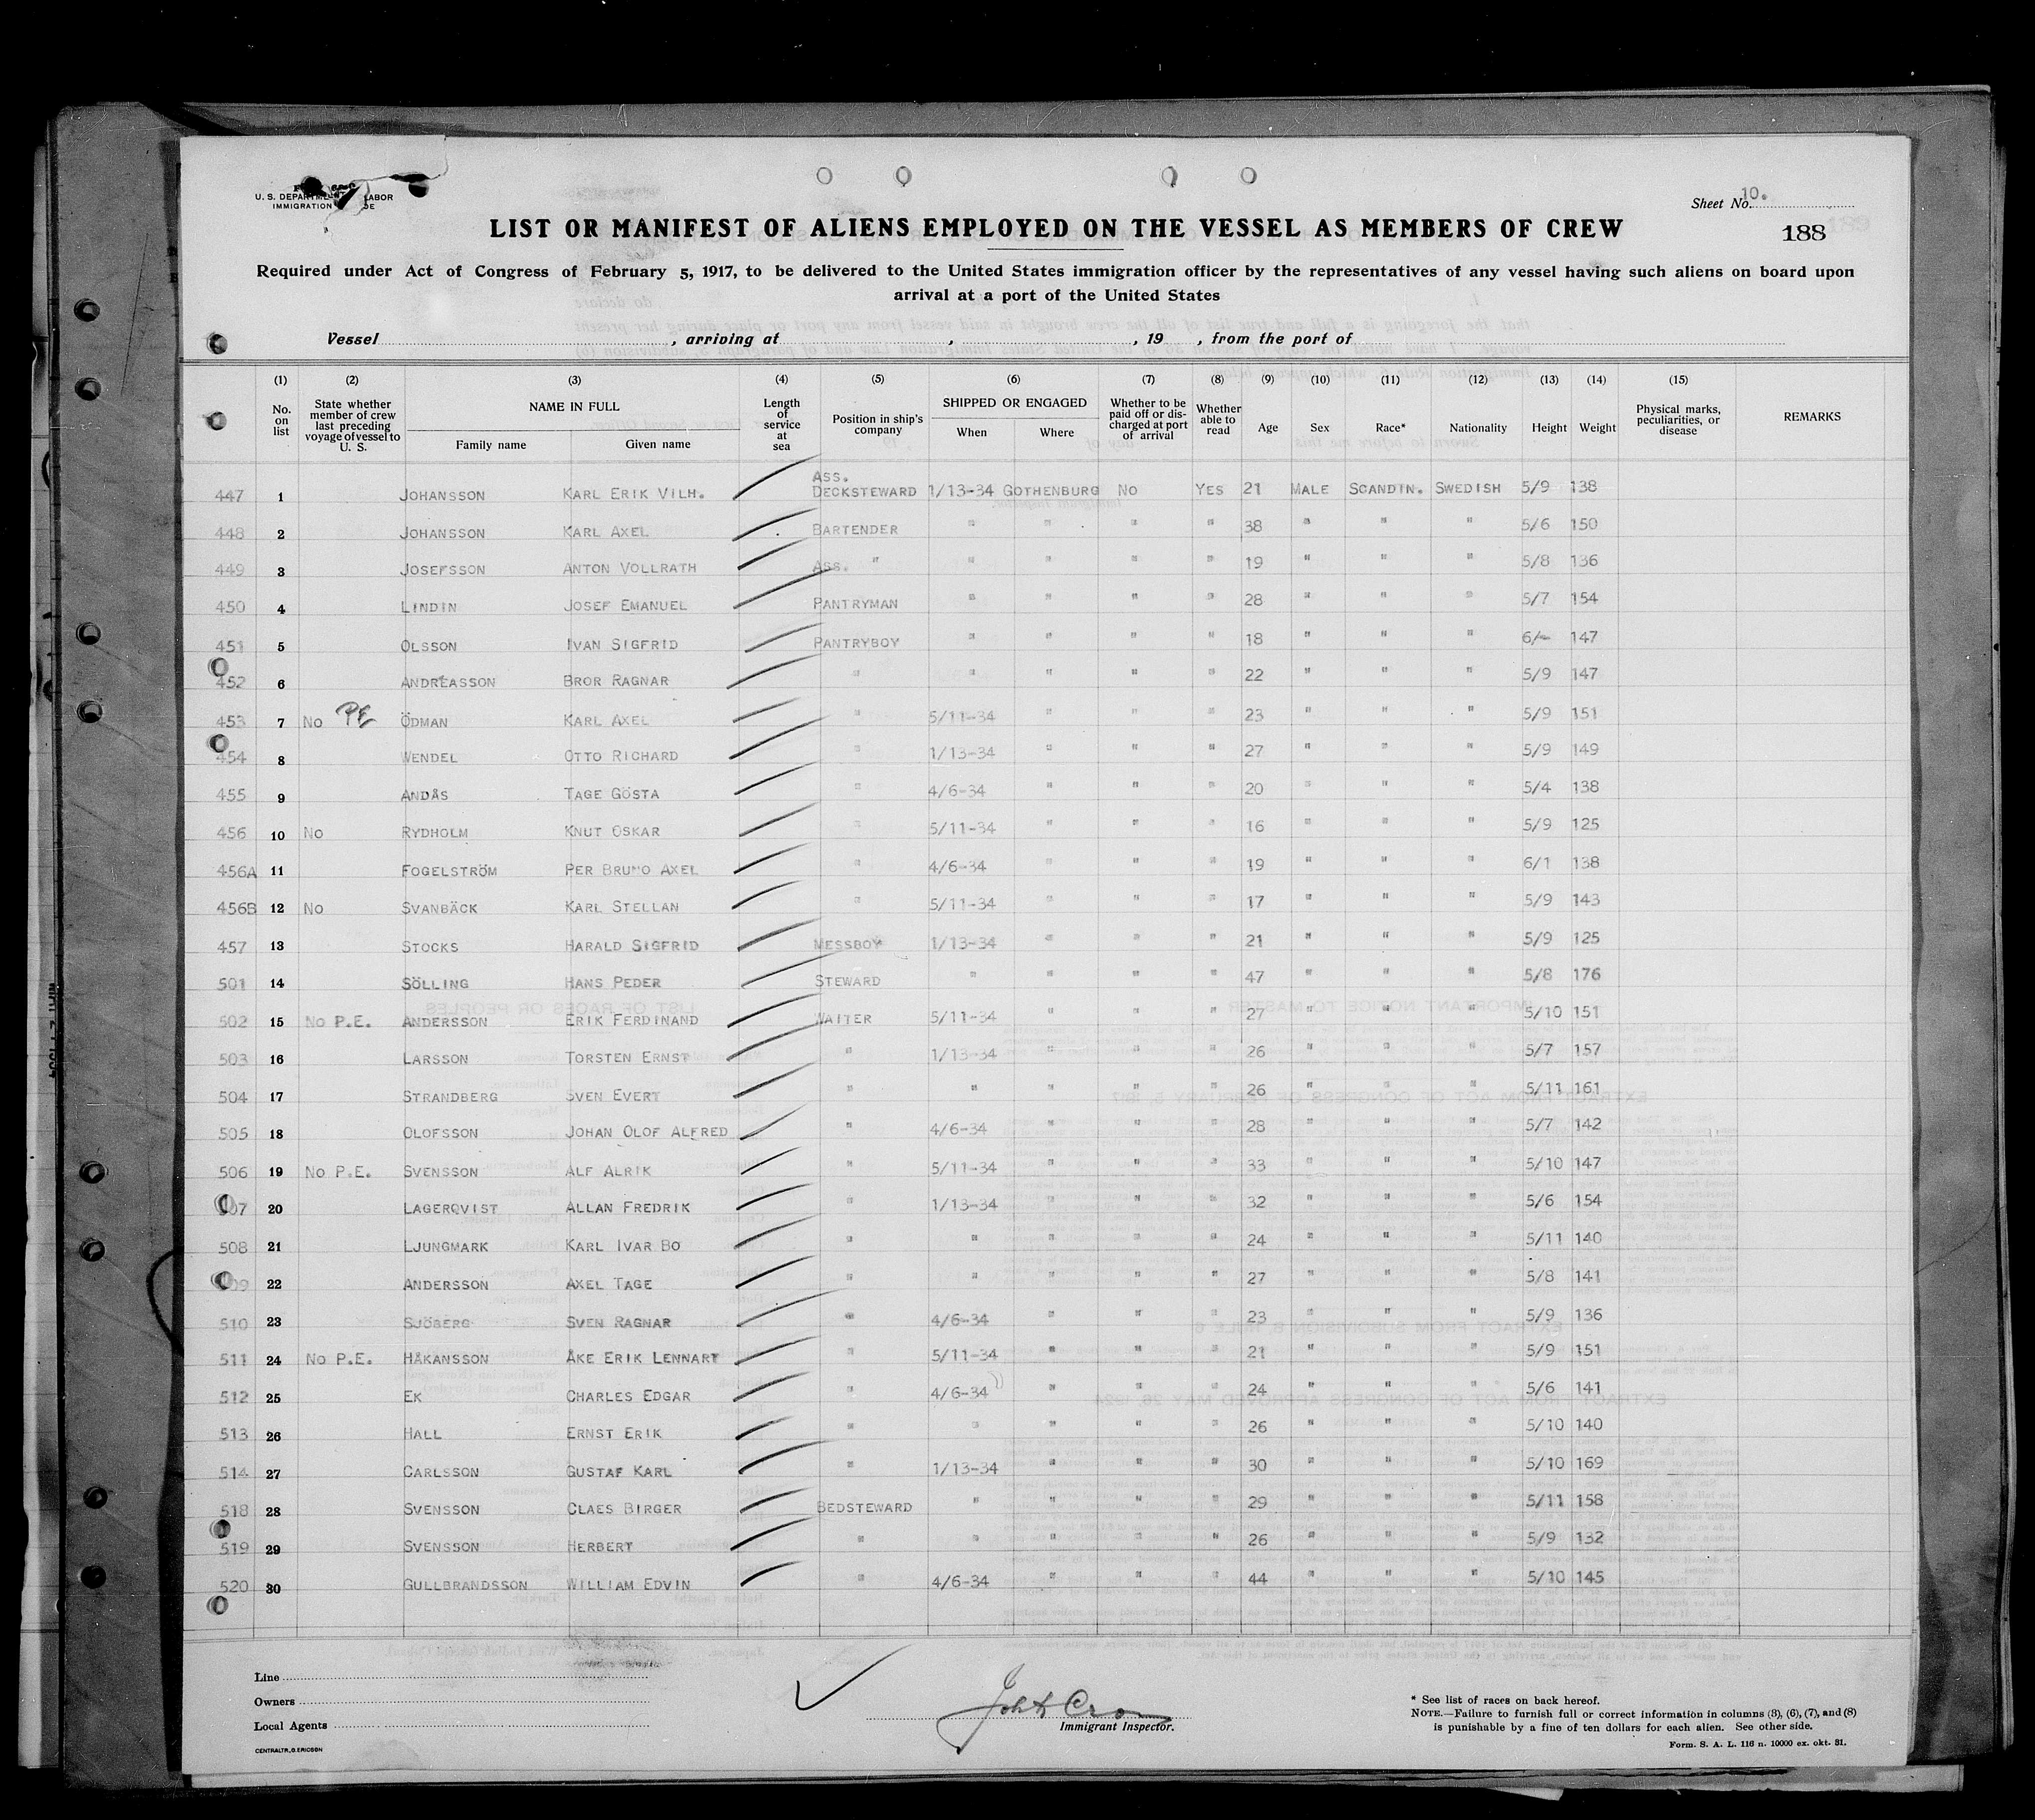 U. S. DEPARTMENT LABOR
IMMIGRATION
Sheet No. 10.
LIST OR MANIFEST OF ALIENS EMPLOYED ON THE VESSEL AS MEMBERS OF CREW
188
Required under Act of Congress of February 5, 1917, to be delivered to the United States immigration officer by the representatives of any vessel having such aliens on board upon
arrival at a port of the United States
Vessel , arriving at , , 19 , from the port of
(1) (2) (3) (4) (5) (6) (7) (8) (9) (10) (11) (12) (13) (14) (15)
No. on list State whether member of crew last preceding voyage of vessel to U. S. NAME IN FULL Family name Given name Length of service at sea Position in ship's company SHIPPED OR ENGAGED When Where Whether to be paid off or discharged at port of arrival Whether able to read Age Sex Race* Nationality Height Weight Physical marks, peculiarities, or disease REMARKS
447 1 JOHANSSON KARL ERIK VILH. ASS. DECKSTEWARD 1/13-34 GOTHENBURG NO YES 21 MALE SCANDIN. SWEDISH 5/9 138
448 2 JOHANSSON KARL AXEL BARTENDER " " " " 38 " " " 5/6 150
449 3 JOSEFSSON ANTON VOLLRATH ASS. " " " " " 19 " " " 5/8 136
450 4 LINDIN JOSEF EMANUEL PANTRYMAN " " " " 28 " " " 5/7 154
451 5 OLSSON IVAN SIGFRID PANTRYBOY " " " " 18 " " " 6/- 147
452 6 ANDREASSON BROR RAGNAR " " " " " 22 " " " 5/9 147
453 7 NO PE ÖDMAN KARL AXEL " 5/11-34 " " " 23 " " " 5/9 151
454 8 WENDEL OTTO RICHARD " 1/13-34 " " " 27 " " " 5/9 149
455 9 ANDÅS TAGE GÖSTA " 4/6-34 " " " 20 " " " 5/4 138
456 10 NO RYDHOLM KNUT OSKAR " 5/11-34 " " " 16 " " " 5/9 125
456A 11 FOGELSTRÖM PER BRUNO AXEL " 4/6-34 " " " 19 " " " 6/1 138
456B 12 NO SVANBÄCK KARL STELLAN " 5/11-34 " " " 17 " " " 5/9 143
457 13 STOCKS HARALD SIGFRID MESSBOY 1/13-34 " " " 21 " " " 5/9 125
501 14 SÖLLING HANS PEDER STEWARD " " " " 47 " " " 5/8 176
502 15 NO P.E. ANDERSSON ERIK FERDINAND WAITER 5/11-34 " " " 27 " " " 5/10 151
503 16 LARSSON TORSTEN ERNST " 1/13-34 " " " 26 " " " 5/7 157
504 17 STRANDBERG SVEN EVERT " " " " " 26 " " " 5/11 161
505 18 OLOFSSON JOHAN OLOF ALFRED " 4/6-34 " " " 28 " " " 5/7 142
506 19 NO P.E. SVENSSON ALF ALRIK " 5/11-34 " " " 33 " " " 5/10 147
507 20 LAGERQVIST ALLAN FREDRIK " 1/13-34 " " " 32 " " " 5/6 154
508 21 LJUNGMARK KARL IVAR BO " " " " " 24 " " " 5/11 140
509 22 ANDERSSON AXEL TAGE " " " " " 27 " " " 5/8 141
510 23 SJÖBERG SVEN RAGNAR " 4/6-34 " " " 23 " " " 5/9 136
511 24 NO P.E. HÅKANSSON ÅKE ERIK LENNART " 5/11-34 " " " 21 " " " 5/9 151
512 25 EK CHARLES EDGAR " 4/6-34 " " " 24 " " " 5/6 141
513 26 HALL ERNST ERIK " " " " " 26 " " " 5/10 140
514 27 CARLSSON GUSTAF KARL " 1/13-34 " " " 30 " " " 5/10 169
518 28 SVENSSON CLAES BIRGER BEDSTEWARD " " " " 29 " " " 5/11 158
519 29 SVENSSON HERBERT " " " " " 26 " " " 5/9 132
520 30 GULLBRANDSSON WILLIAM EDVIN " 4/6-34 " " " 44 " " " 5/10 145
Line
Owners
Local Agents
CENTRALTR., G. ERICSON
Immigrant Inspector.
* See list of races on back hereof.
NOTE.—Failure to furnish full or correct information in columns (3), (6), (7), and (8)
is punishable by a fine of ten dollars for each alien. See other side.
Form. S. A. L. 116 n. 10000 ex. okt. 31.